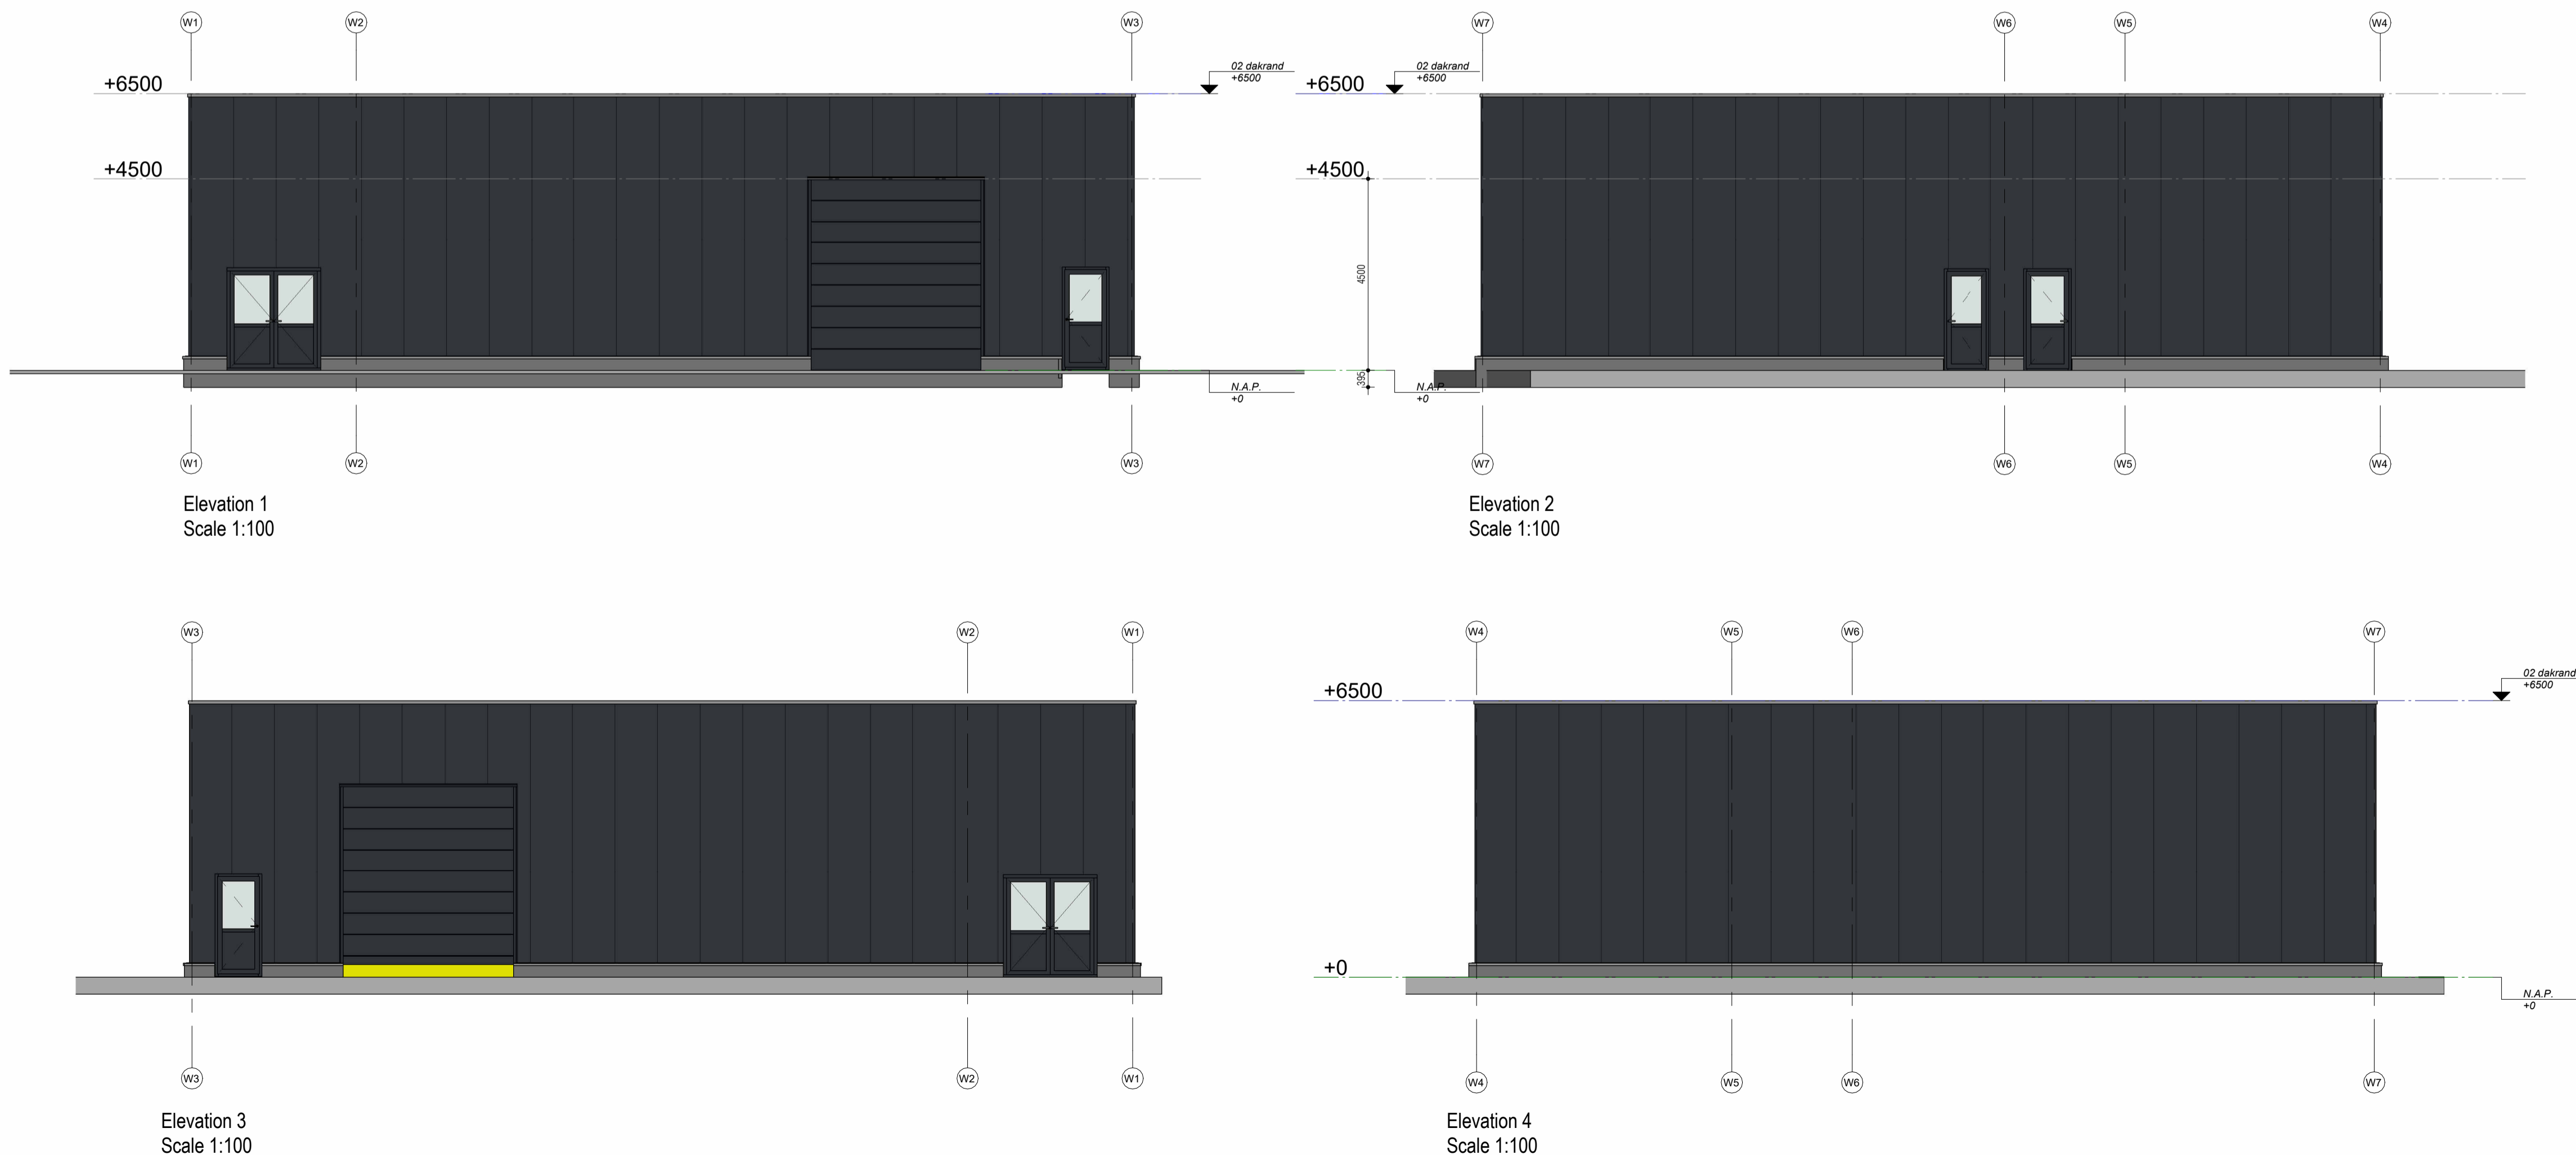 W1 W2 W3
+6500
02 dakrand
+6500
+4500
N.A.P.
+0
W1 W2 W3
Elevation 1
Scale 1:100
W7 W6 W5 W4
+6500
02 dakrand
+6500
+4500
4500
395
N.A.P.
+0
W7 W6 W5 W4
Elevation 2
Scale 1:100
W3 W2 W1
W3 W2 W1
Elevation 3
Scale 1:100
W4 W5 W6 W7
+6500
02 dakrand
+6500
+0
N.A.P.
+0
W4 W5 W6 W7
Elevation 4
Scale 1:100